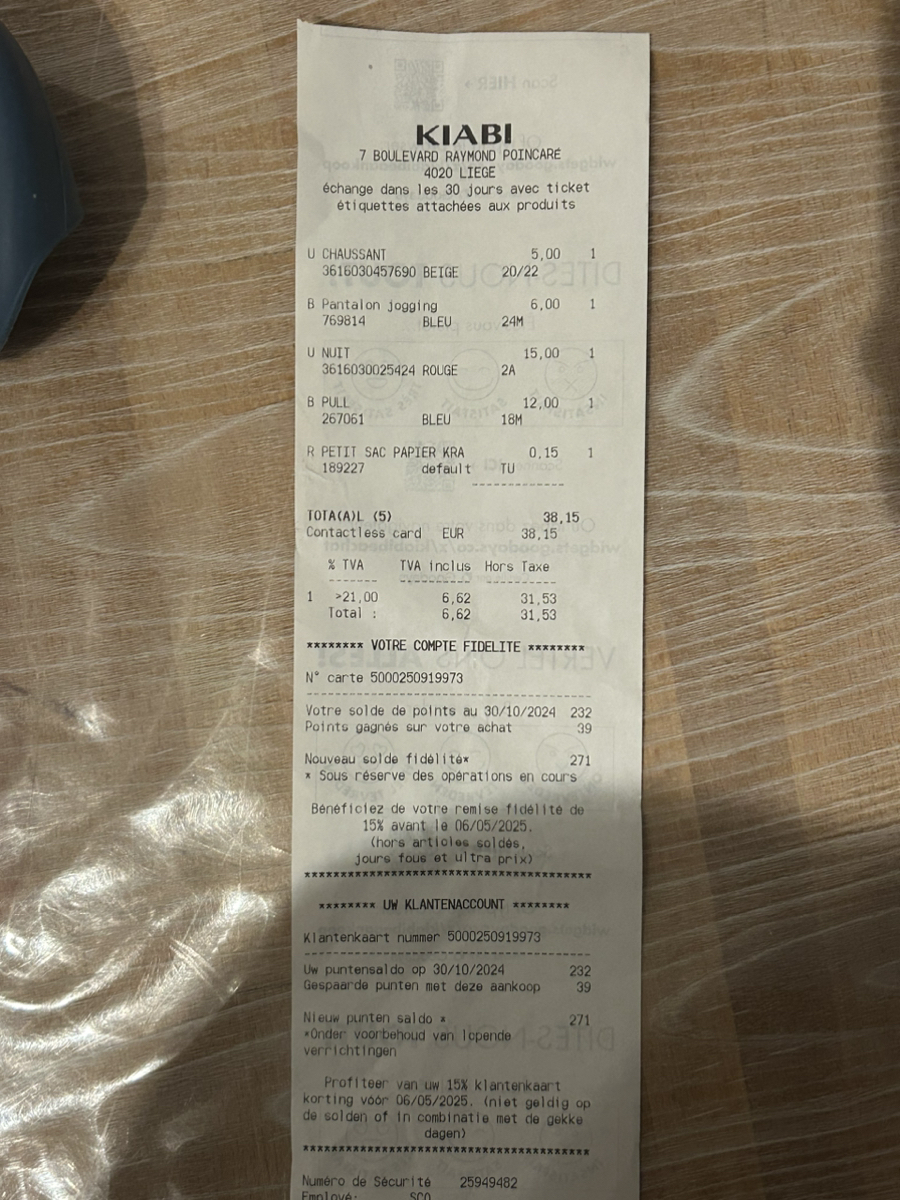 KIABI
7 BOULEVARD RAYMOND POINCARÉ
4020 LIEGE
échange dans les 30 jours avec ticket
étiquettes attachées aux produits
U CHAUSSANT 5,00 1
3616030457690 BEIGE 20/22
B Pantalon jogging 6,00 1
769814 BLEU 24M
U NUIT 15,00 1
3616030025424 ROUGE 2A
B PULL 12,00 1
267061 BLEU 18M
R PETIT SAC PAPIER KRA 0,15 1
189227 default TU
------------
TOTA(A)L (5) 38,15
Contactless card EUR 38,15
% TVA TVA inclus Hors Taxe
------ --------- ---------
1 >21,00 6,62 31,53
Total : 6,62 31,53
******** VOTRE COMPTE FIDELITE ********
N° carte 5000250919973
------------------------------------
Votre solde de points au 30/10/2024 232
Points gagnés sur votre achat 39
Nouveau solde fidélité* 271
* Sous réserve des opérations en cours
Bénéficiez de votre remise fidélité de
15% avant le 06/05/2025.
(hors articles soldés,
jours fous et ultra prix)
************************************
******** UW KLANTENACCOUNT ********
Klantenkaart nummer 5000250919973
------------------------------------
Uw puntensaldo op 30/10/2024 232
Gespaarde punten met deze aankoop 39
Nieuw punten saldo * 271
*Onder voorbehoud van lopende
verrichtingen
Profiteer van uw 15% klantenkaart
korting vóór 06/05/2025. (niet geldig op
de solden of in combinatie met de gekke
dagen)
************************************
Numéro de Sécurité 25949482
Employé: SCO